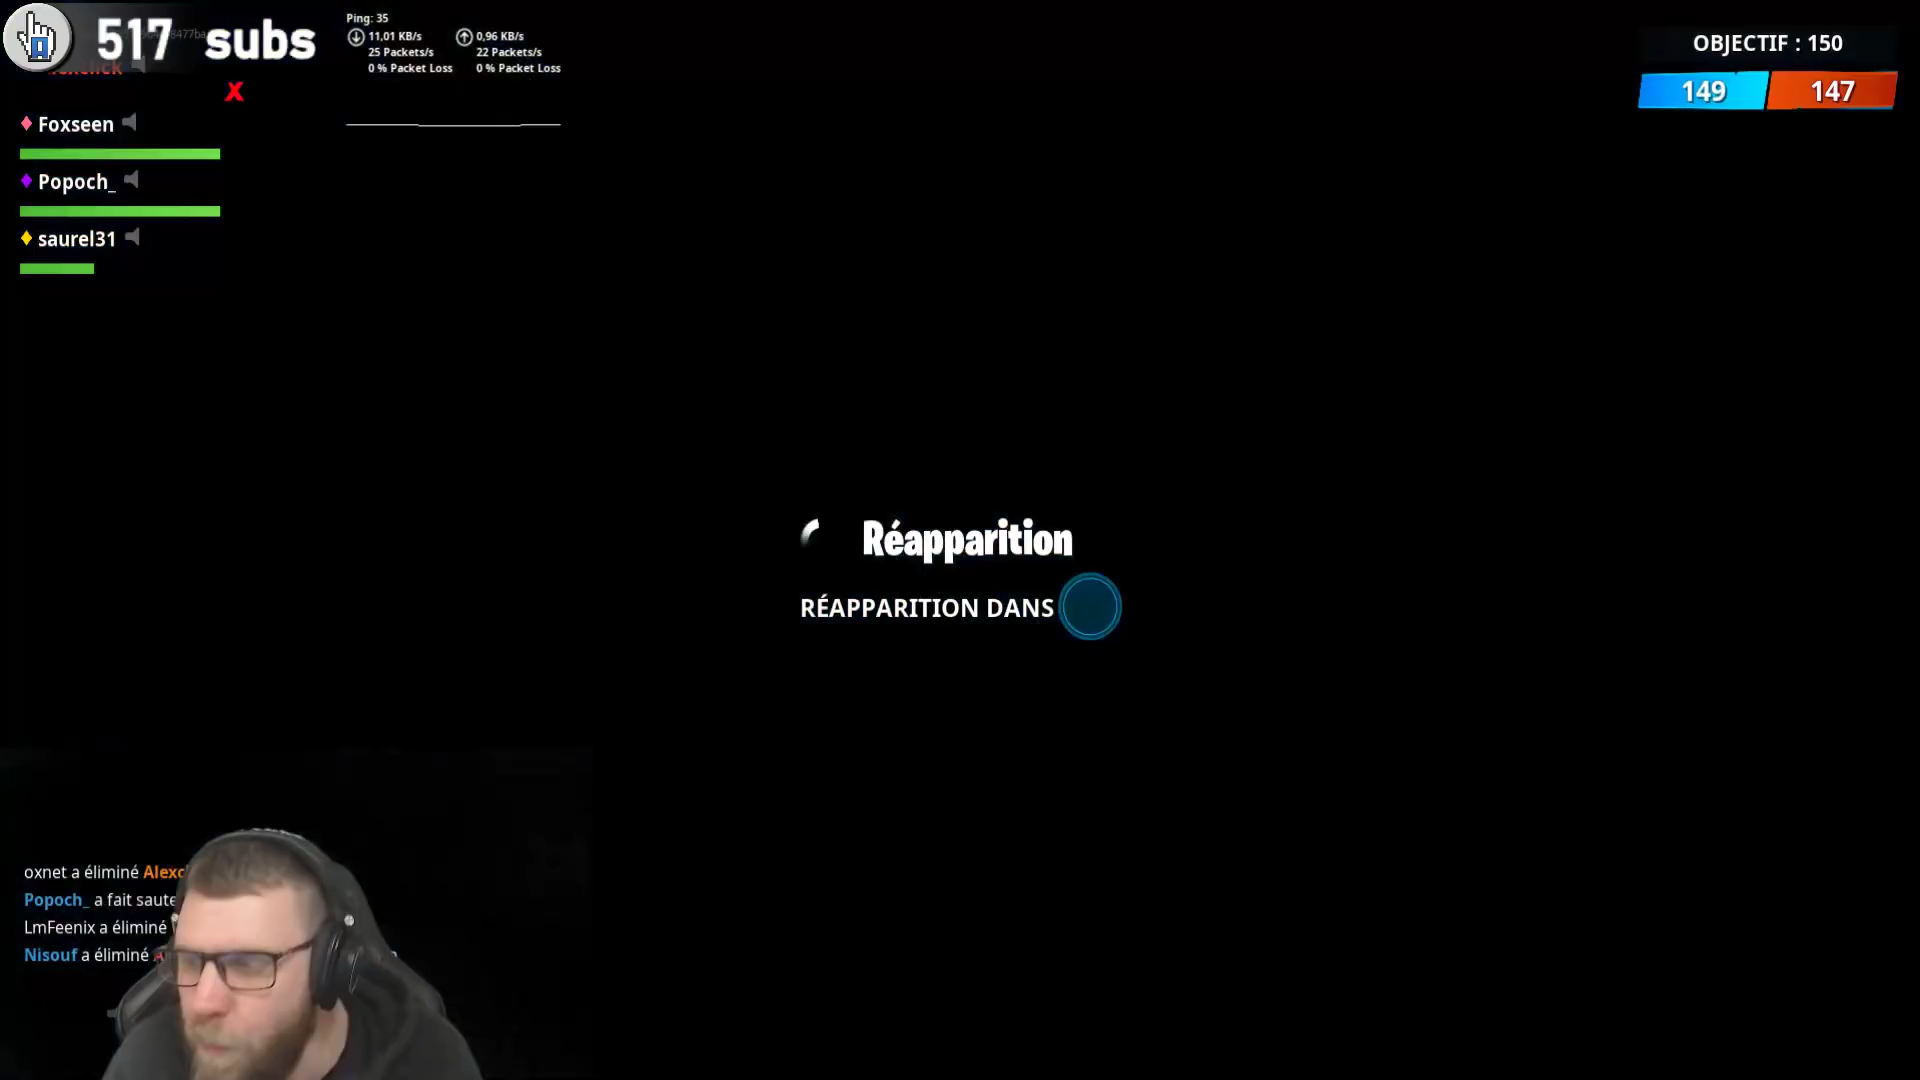 517 subs
Ping: 35
11,01 KB/s 0,96 KB/s
25 Packets/s 22 Packets/s
0 % Packet Loss 0 % Packet Loss
OBJECTIF : 150
149 147
X
Foxseen
Popoch_
saurel31
Réapparition
RÉAPPARITION DANS
oxnet a éliminé Alexc
Popoch_ a fait saute
LmFeenix a éliminé
Nisouf a éliminé